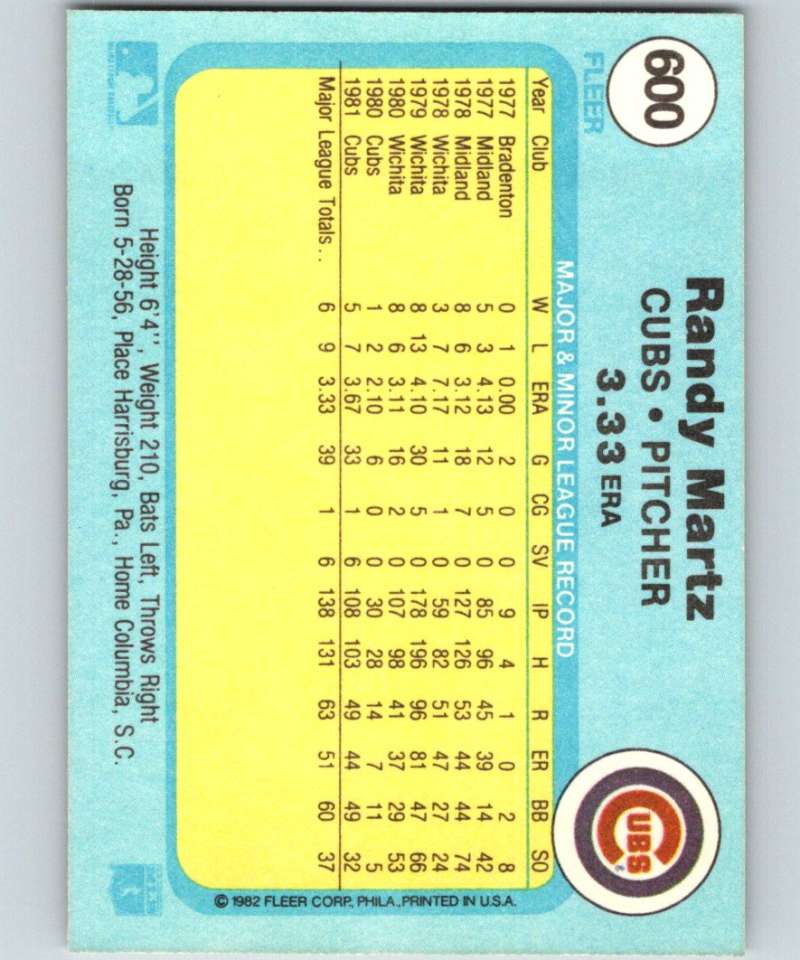 600
FLEER
Randy Martz
CUBS • PITCHER
3.33 ERA
CUBS
MAJOR & MINOR LEAGUE RECORD
Year Club W L ERA G CG SV IP H R ER BB SO
1977 Bradenton 0 1 0.00 2 0 0 9 4 1 0 2 8
1977 Midland 5 3 4.13 12 5 0 85 96 45 39 14 42
1978 Midland 8 6 3.12 18 7 0 127 126 53 44 44 74
1978 Wichita 3 7 7.17 11 1 0 59 82 51 47 27 24
1979 Wichita 8 13 4.10 30 5 0 178 196 96 81 47 66
1980 Wichita 8 6 3.11 16 2 0 107 98 41 37 29 53
1980 Cubs 1 2 2.10 6 0 0 30 28 14 7 11 5
1981 Cubs 5 7 3.67 33 1 6 108 103 49 44 49 32
Major League Totals.. 6 9 3.33 39 1 6 138 131 63 51 60 37
© 1982 FLEER CORP., PHILA., PRINTED IN U.S.A.
Height 6'4'', Weight 210, Bats Left, Throws Right
Born 5-28-56, Place Harrisburg, Pa., Home Columbia, S.C.